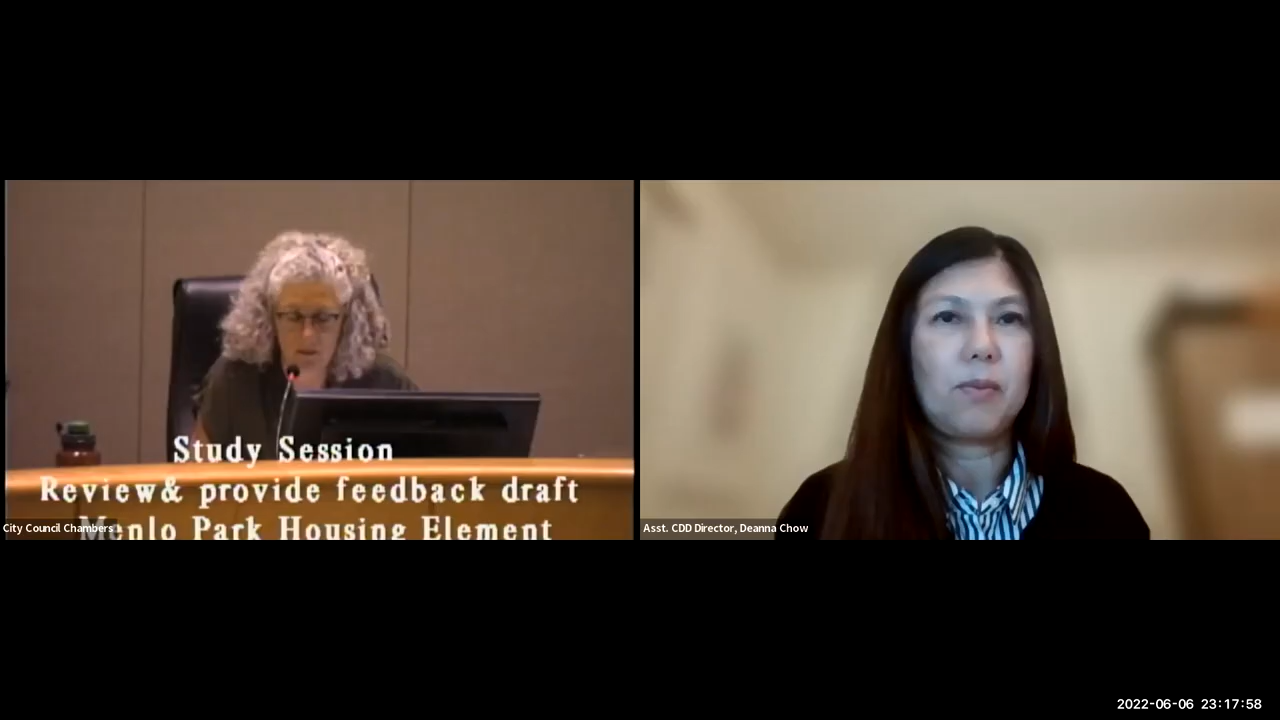 Study Session
Review& provide feedback draft
Menlo Park Housing Element
City Council Chambers
Asst. CDD Director, Deanna Chow
2022-06-06 23:17:58